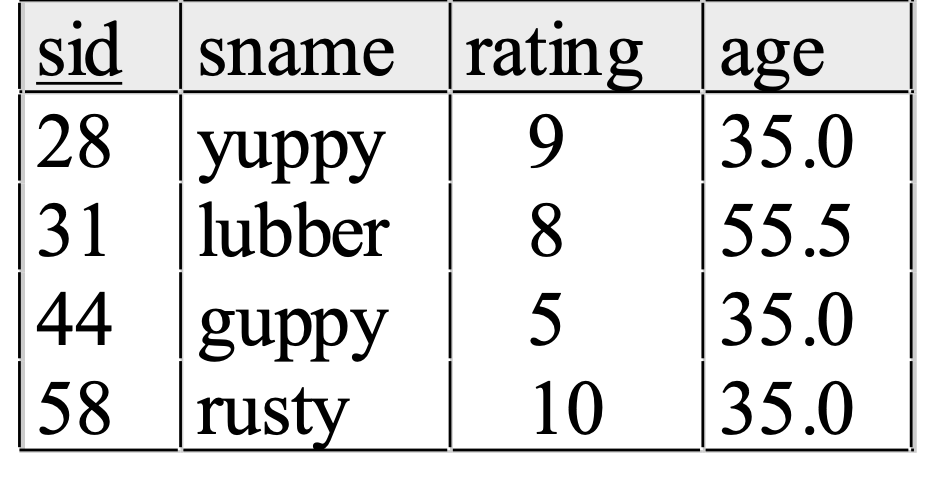 sid sname rating age
28 yuppy 9 35.0
31 lubber 8 55.5
44 guppy 5 35.0
58 rusty 10 35.0